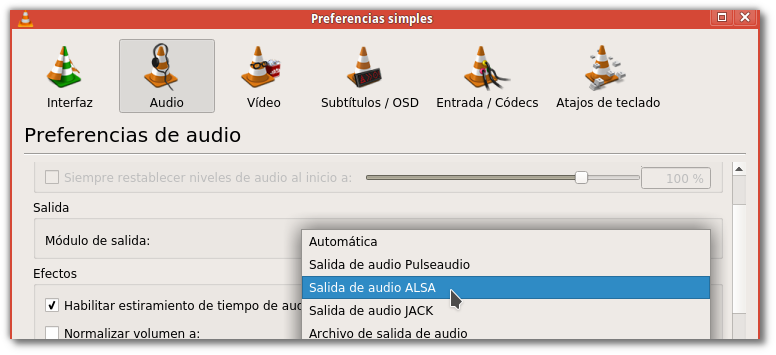 Preferencias simples
Interfaz Audio Vídeo Subtítulos / OSD Entrada / Códecs Atajos de teclado
Preferencias de audio
Siempre restablecer niveles de audio al inicio a: 100 %
Salida
Módulo de salida:
Automática
Salida de audio Pulseaudio
Efectos
Salida de audio ALSA
Habilitar estiramiento de tiempo de aud
Salida de audio JACK
Normalizar volumen a:
Archivo de salida de audio